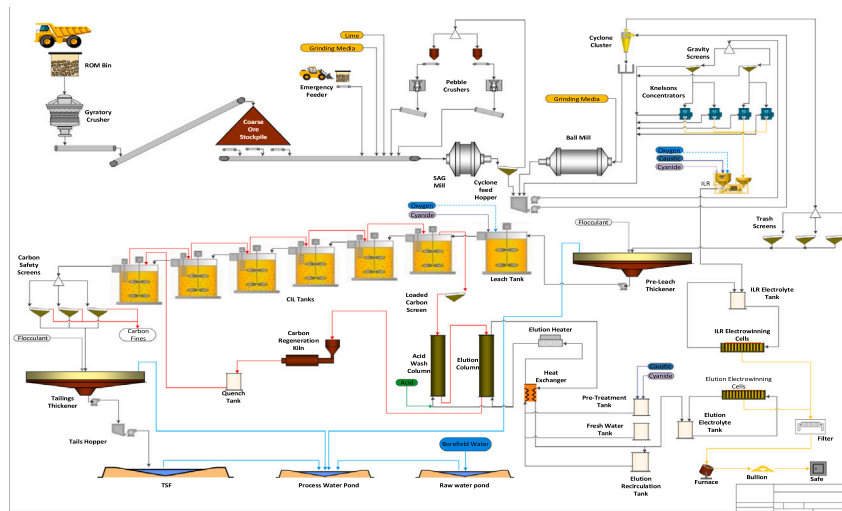 ROM Bin
Gyratory
Crusher
Coarse
Ore
Stockpile
Lime
Grinding Media
Emergency
Feeder
Pebble
Crushers
SAG
Mill
Cyclone feed
Hopper
Grinding Media
Ball Mill
Cyclone
Cluster
Gravity
Screens
Knelsons
Concentrators
Oxygen
Caustic
Cyanide
ILR
Trash
Screens
Flocculant
Pre-Leach
Thickener
Oxygen
Cyanide
Leach Tank
CIL Tanks
Carbon
Safety
Screens
Carbon
Fines
Flocculant
Tailings
Thickener
Tails Hopper
TSF
Quench
Tank
Carbon
Regeneration
Kiln
Loaded
Carbon
Screen
Acid
Wash
Column
Elution
Column
Acid
Elution Heater
Heat
Exchanger
Caustic
Cyanide
Pre-Treatment
Tank
Fresh Water
Tank
Elution
Recirculation
Tank
ILR Electrolyte
Tank
ILR Electrowinning
Cells
Elution Electrowinning
Cells
Elution
Electrolyte
Tank
Filter
Furnace
Bullion
Safe
Borefield Water
Process Water Pond
Raw water pond